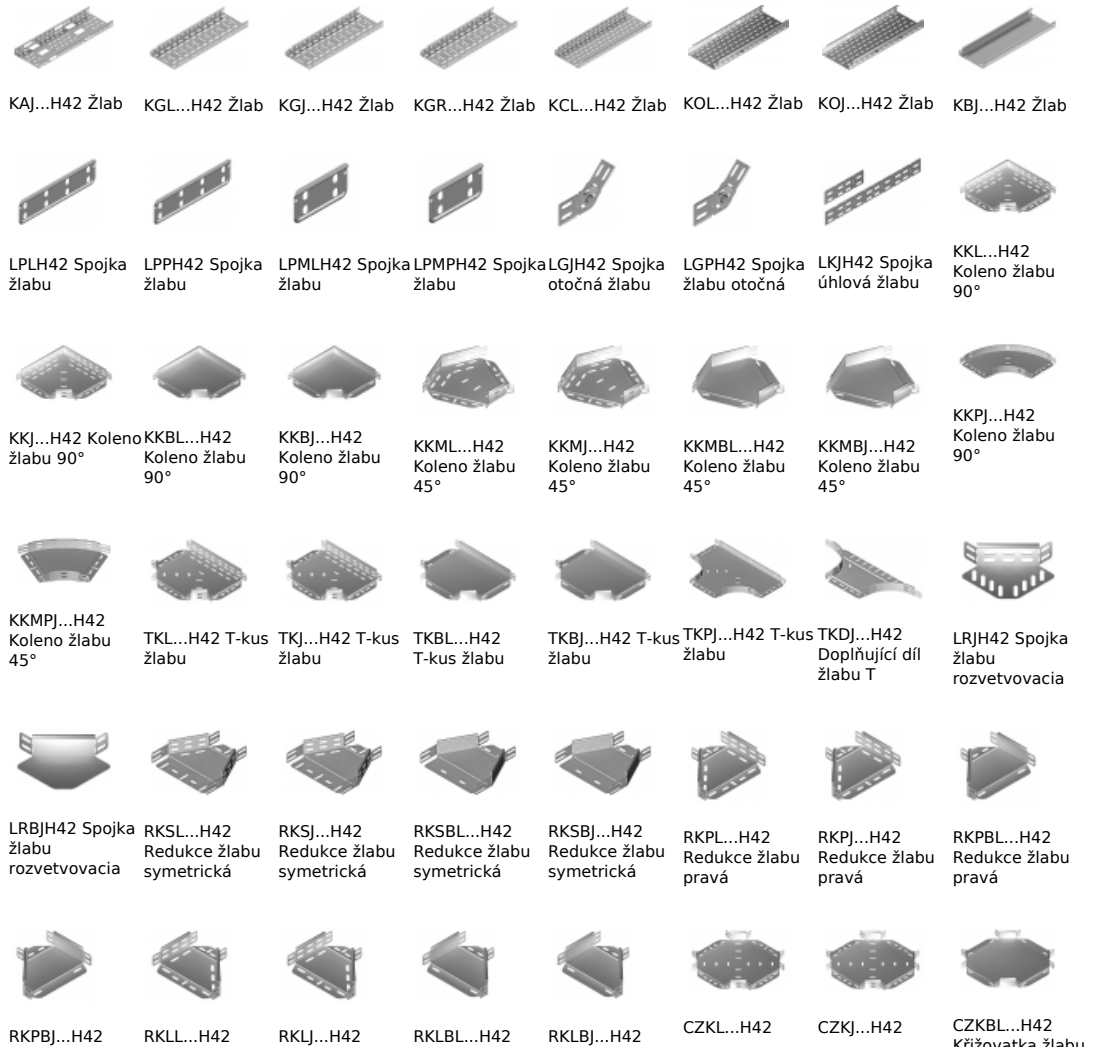 KAJ...H42 Žlab
KGL...H42 Žlab
KGJ...H42 Žlab
KGR...H42 Žlab
KCL...H42 Žlab
KOL...H42 Žlab
KOJ...H42 Žlab
KBJ...H42 Žlab
LPLH42 Spojka
žlabu
LPPH42 Spojka
žlabu
LPMLH42 Spojka
žlabu
LPMPH42 Spojka
žlabu
LGJH42 Spojka
otočná žlabu
LGPH42 Spojka
žlabu otočná
LKJH42 Spojka
úhlová žlabu
KKL...H42
Koleno žlabu
90°
KKJ...H42 Koleno
žlabu 90°
KKBL...H42
Koleno žlabu
90°
KKBJ...H42
Koleno žlabu
90°
KKML...H42
Koleno žlabu
45°
KKMJ...H42
Koleno žlabu
45°
KKMBL...H42
Koleno žlabu
45°
KKMBJ...H42
Koleno žlabu
45°
KKPJ...H42
Koleno žlabu
90°
KKMPJ...H42
Koleno žlabu
45°
TKL...H42 T-kus
žlabu
TKJ...H42 T-kus
žlabu
TKBL...H42
T-kus žlabu
TKBJ...H42 T-kus
žlabu
TKPJ...H42 T-kus
žlabu
TKDJ...H42
Doplňující díl
žlabu T
LRJH42 Spojka
žlabu
rozvetvovacia
LRBJH42 Spojka
žlabu
rozvetvovacia
RKSL...H42
Redukce žlabu
symetrická
RKSJ...H42
Redukce žlabu
symetrická
RKSBL...H42
Redukce žlabu
symetrická
RKSBJ...H42
Redukce žlabu
symetrická
RKPL...H42
Redukce žlabu
pravá
RKPJ...H42
Redukce žlabu
pravá
RKPBL...H42
Redukce žlabu
pravá
RKPBJ...H42
RKLL...H42
RKLJ...H42
RKLBL...H42
RKLBJ...H42
CZKL...H42
CZKJ...H42
CZKBL...H42
Křižovatka žlabu